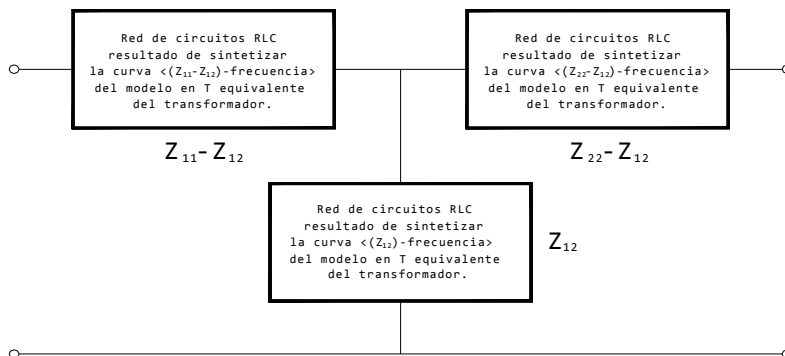 Red de circuitos RLC
resultado de sintetizar
la curva <(Z₁₁-Z₁₂)-frecuencia>
del modelo en T equivalente
del transformador.
Red de circuitos RLC
resultado de sintetizar
la curva <(Z₂₂-Z₁₂)-frecuencia>
del modelo en T equivalente
del transformador.
Z₁₁-Z₁₂
Z₂₂-Z₁₂
Red de circuitos RLC
resultado de sintetizar
la curva <(Z₁₂)-frecuencia>
del modelo en T equivalente
del transformador.
Z₁₂